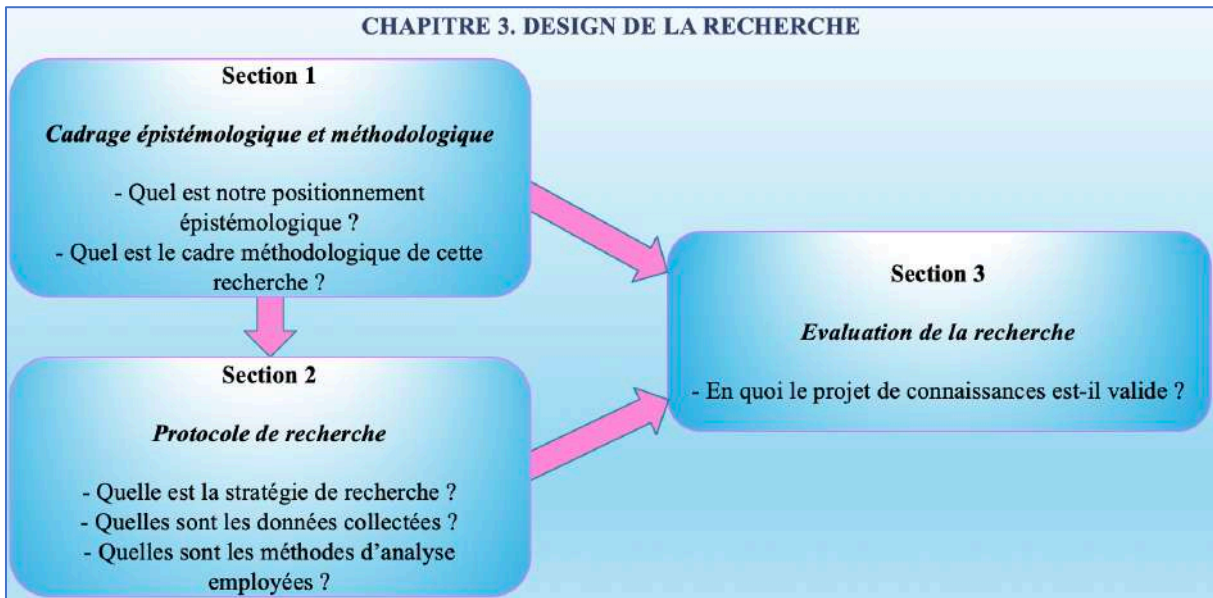 CHAPITRE 3. DESIGN DE LA RECHERCHE
Section 1
Cadrage épistémologique et méthodologique
- Quel est notre positionnement
épistémologique ?
- Quel est le cadre méthodologique de cette
recherche ?
Section 2
Protocole de recherche
- Quelle est la stratégie de recherche ?
- Quelles sont les données collectées ?
- Quelles sont les méthodes d’analyse
employées ?
Section 3
Evaluation de la recherche
- En quoi le projet de connaissances est-il valide ?